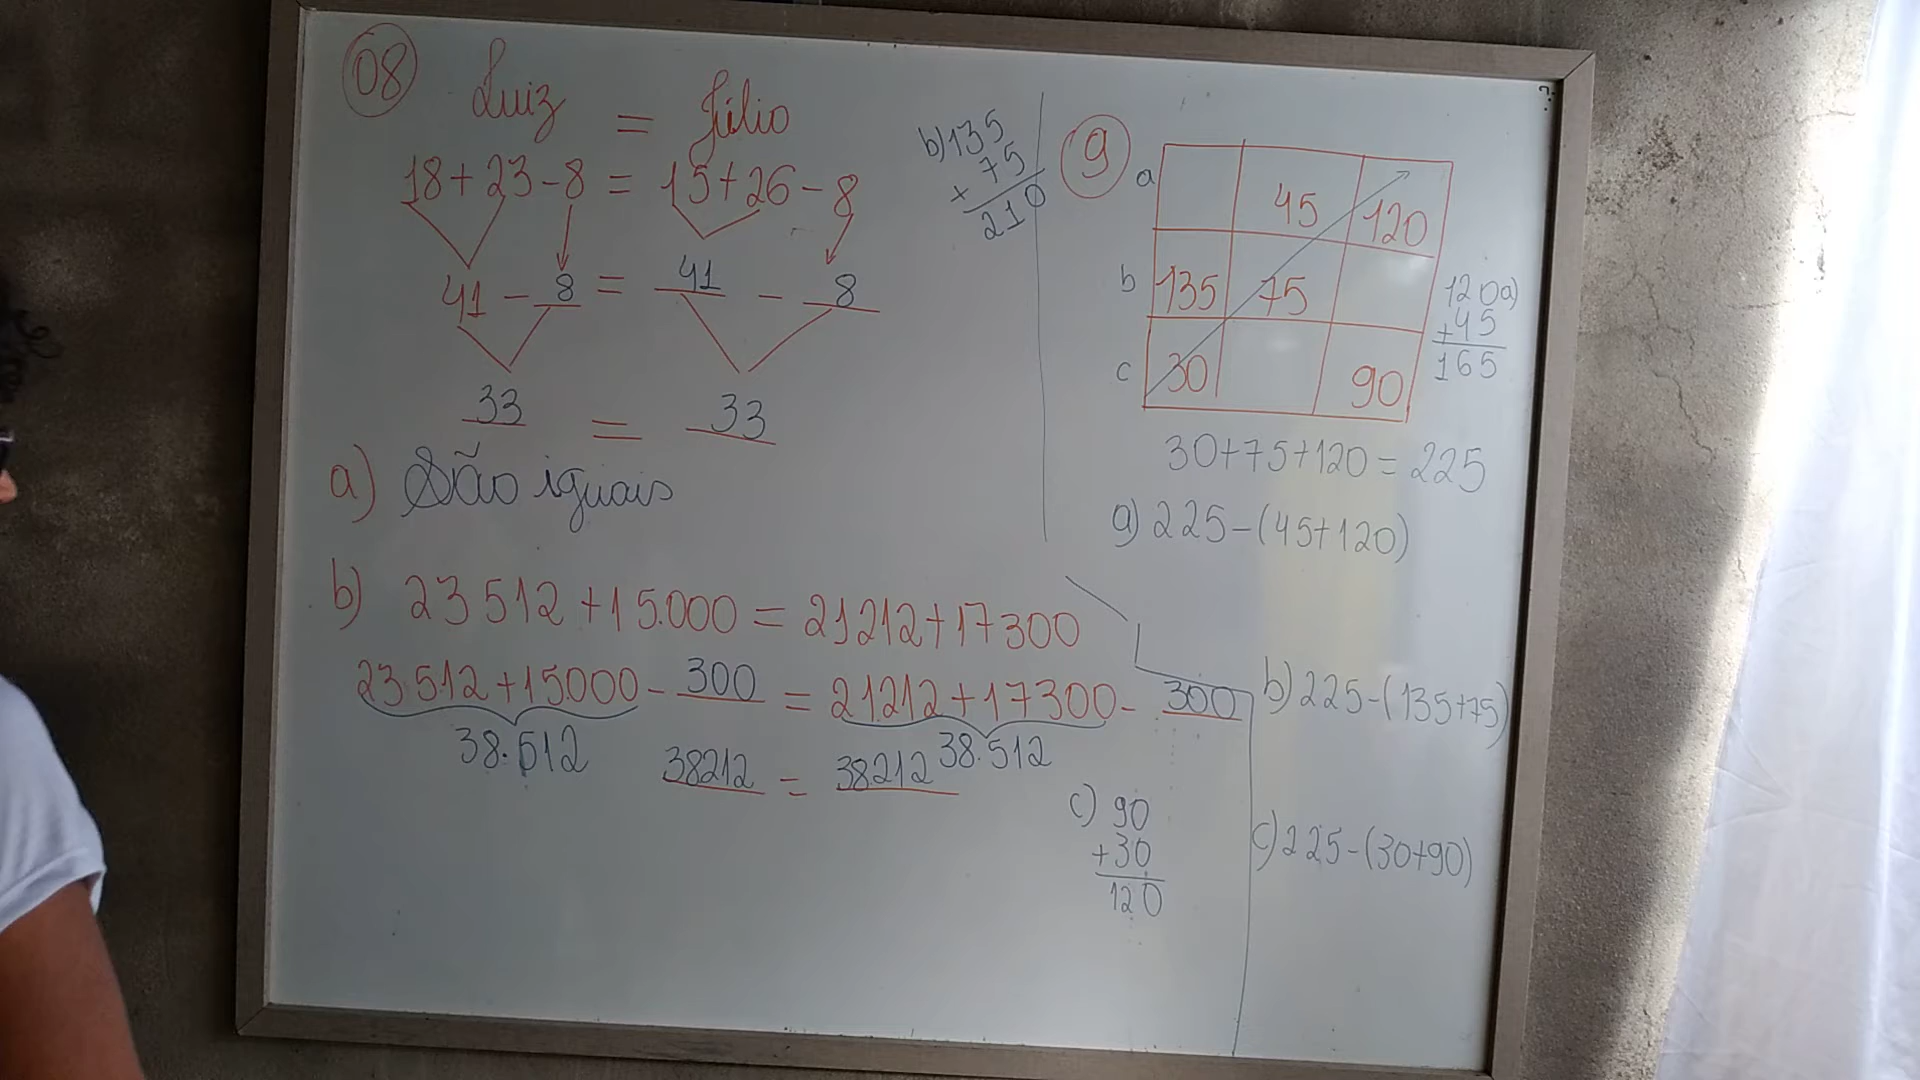 08 Luiz = Júlio
18+23-8 = 15+26-8
41 - 8 = 41 - 8
33 = 33
a) São iguais
b) 23 512 +15.000 = 21212+17300
23.512+15000 - 300 = 21212+17300 - 300
38.512 38.512
38212 = 38212
b) 135
+ 75
210
9
a 45 120
b 135 75
c 30 90
120 a)
+45
165
30+75+120 = 225
a) 225-(45+120)
b) 225-(135+75)
c) 90
+30
120
c) 225-(30+90)